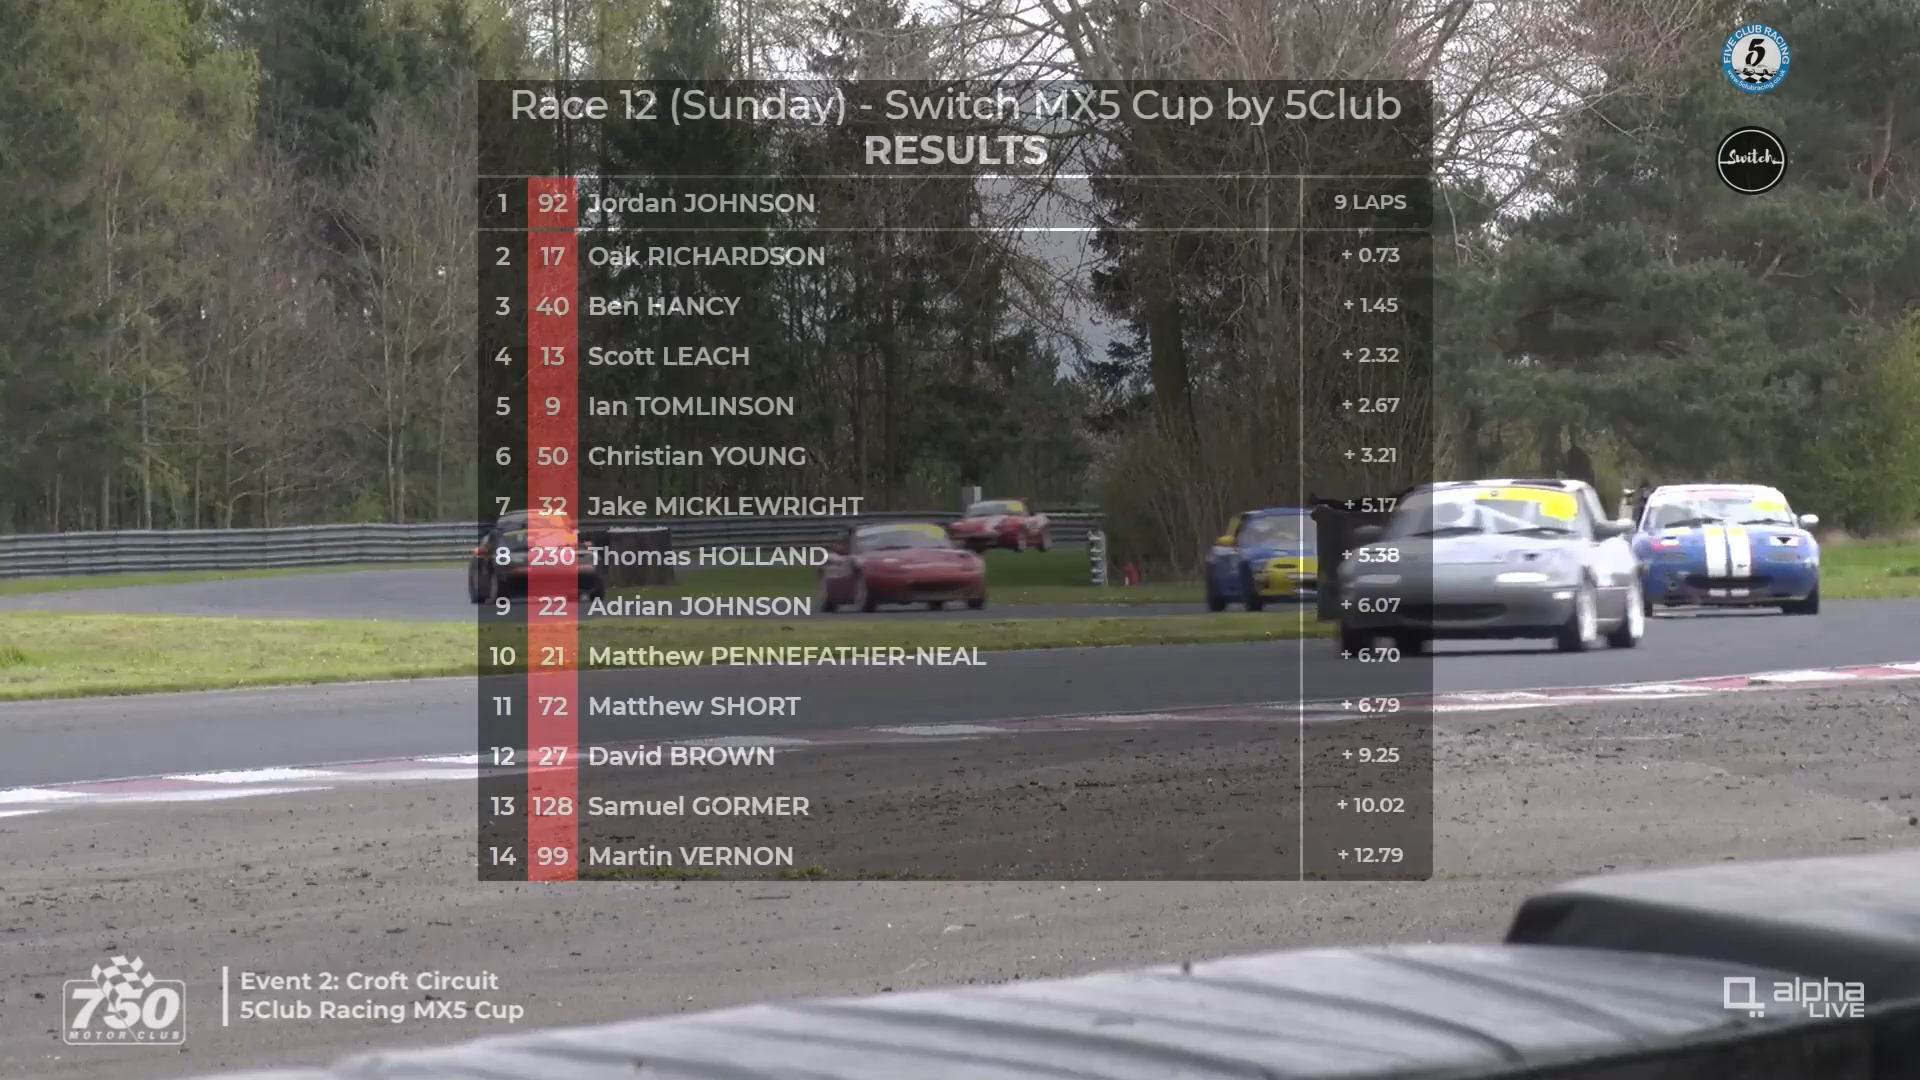 FIVE CLUB RACING
5
www.5clubracing.co.uk
Switch
Race 12 (Sunday) - Switch MX5 Cup by 5Club
RESULTS
1 92 Jordan JOHNSON 9 LAPS
2 17 Oak RICHARDSON + 0.73
3 40 Ben HANCY + 1.45
4 13 Scott LEACH + 2.32
5 9 Ian TOMLINSON + 2.67
6 50 Christian YOUNG + 3.21
7 32 Jake MICKLEWRIGHT + 5.17
8 230 Thomas HOLLAND + 5.38
9 22 Adrian JOHNSON + 6.07
10 21 Matthew PENNEFATHER-NEAL + 6.70
11 72 Matthew SHORT + 6.79
12 27 David BROWN + 9.25
13 128 Samuel GORMER + 10.02
14 99 Martin VERNON + 12.79
750
MOTOR CLUB
Event 2: Croft Circuit
5Club Racing MX5 Cup
alpha
LIVE